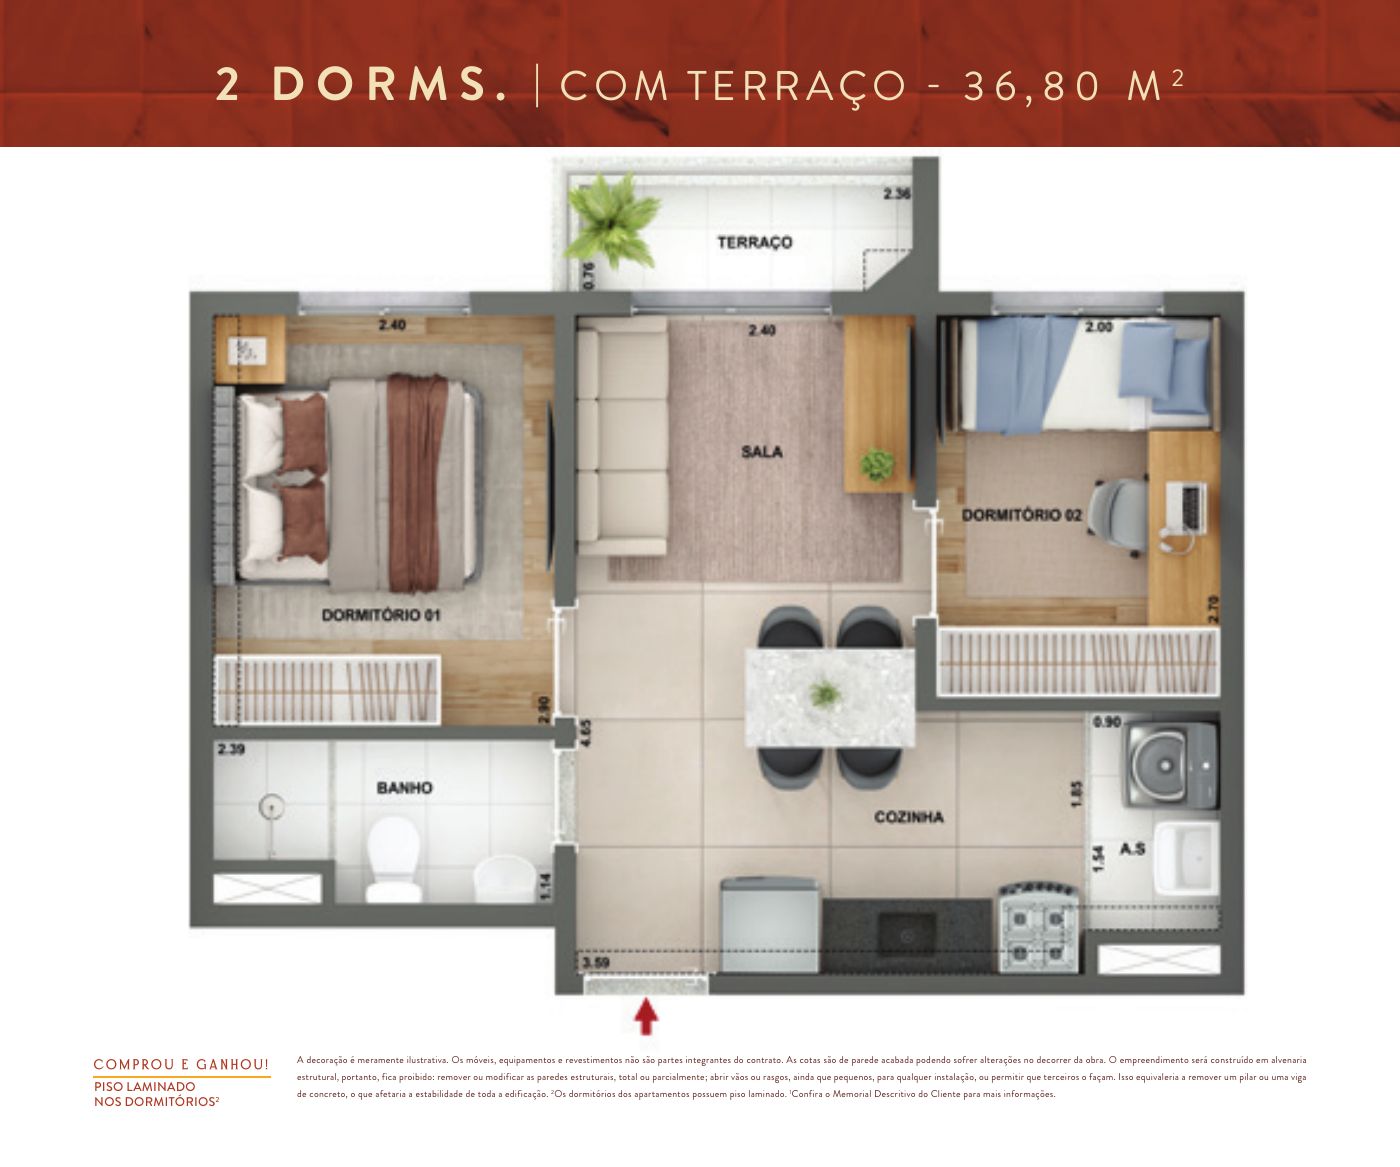 2 DORMS. | COM TERRAÇO - 36,80 M²
2.36
TERRAÇO
0.76
2.40
2.40
2.00
SALA
DORMITÓRIO 02
DORMITÓRIO 01
2.70
2.90
4.65
2.39
0.90
BANHO
1.85
COZINHA
1.54
A.S
1.14
3.59
COMPROU E GANHOU!
PISO LAMINADO
NOS DORMITÓRIOS²
A decoração é meramente ilustrativa. Os móveis, equipamentos e revestimentos não são partes integrantes do contrato. As cotas são de parede acabada podendo sofrer alterações no decorrer da obra. O empreendimento será construído em alvenaria
estrutural, portanto, fica proibido: remover ou modificar as paredes estruturais, total ou parcialmente; abrir vãos ou rasgos, ainda que pequenos, para qualquer instalação, ou permitir que terceiros o façam. Isso equivaleria a remover um pilar ou uma viga
de concreto, o que afetaria a estabilidade de toda a edificação. ²Os dormitórios dos apartamentos possuem piso laminado. ¹Confira o Memorial Descritivo do Cliente para mais informações.